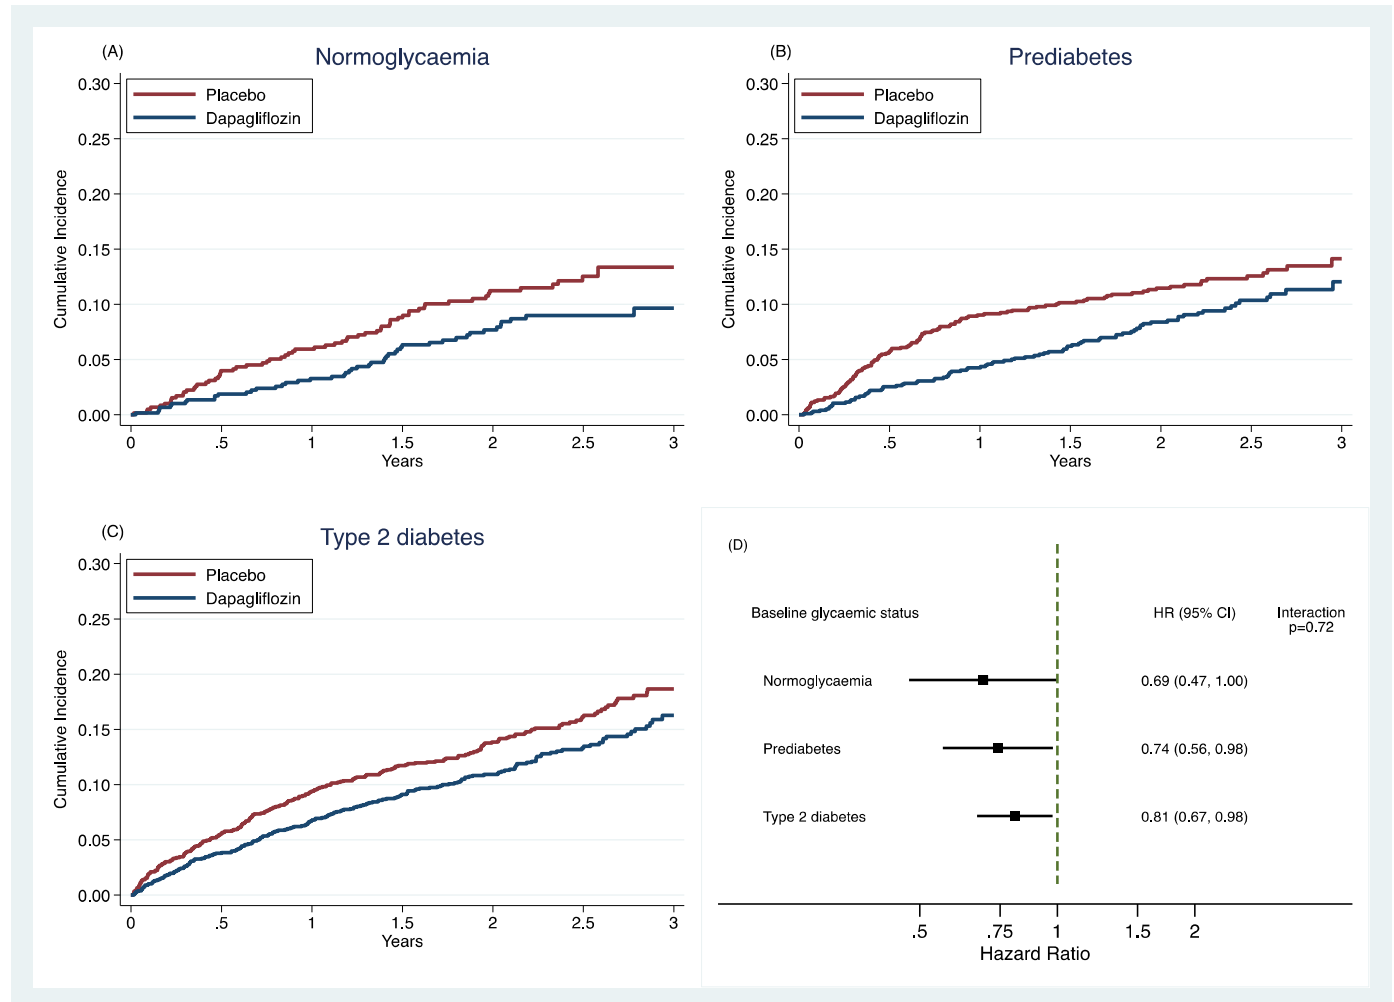 (A)
Normoglycaemia
Placebo
Dapagliflozin
Cumulative Incidence
0.30
0.25
0.20
0.15
0.10
0.05
0.00
0 .5 1 1.5 2 2.5 3
Years
(B)
Prediabetes
Placebo
Dapagliflozin
Cumulative Incidence
0.30
0.25
0.20
0.15
0.10
0.05
0.00
0 .5 1 1.5 2 2.5 3
Years
(C)
Type 2 diabetes
Placebo
Dapagliflozin
Cumulative Incidence
0.30
0.25
0.20
0.15
0.10
0.05
0.00
0 .5 1 1.5 2 2.5 3
Years
(D)
Baseline glycaemic status HR (95% CI) Interaction
p=0.72
Normoglycaemia 0.69 (0.47, 1.00)
Prediabetes 0.74 (0.56, 0.98)
Type 2 diabetes 0.81 (0.67, 0.98)
.5 .75 1 1.5 2
Hazard Ratio